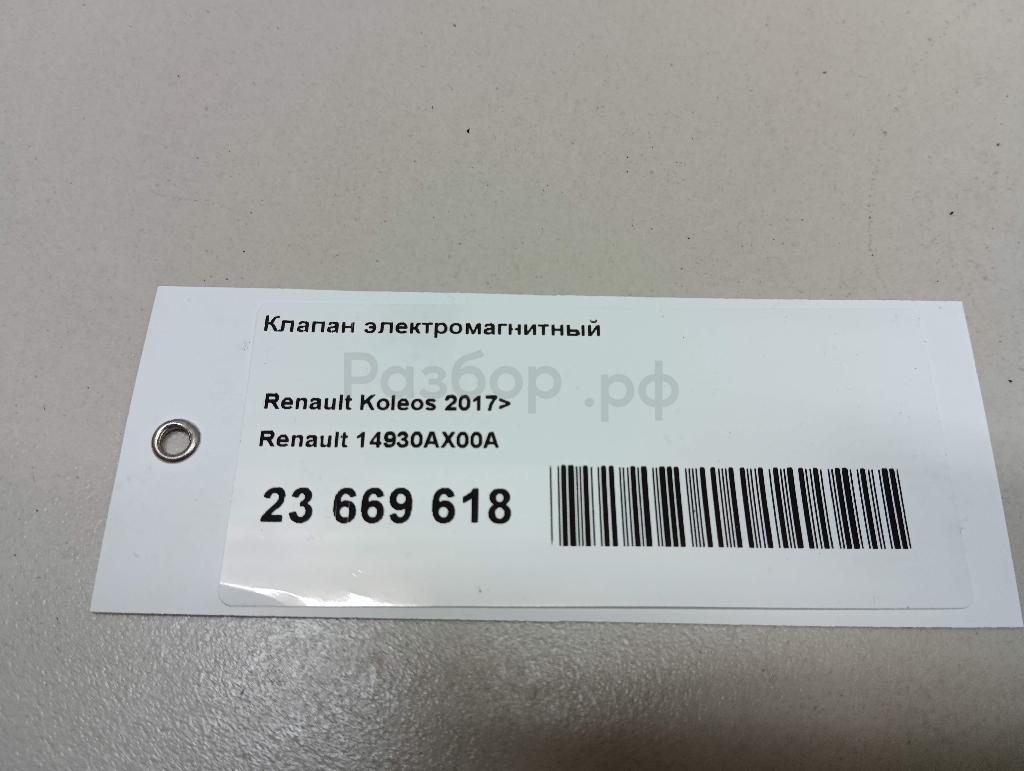 Клапан электромагнитный
Разбор.рф
Renault Koleos 2017>
Renault 14930AX00A
23 669 618